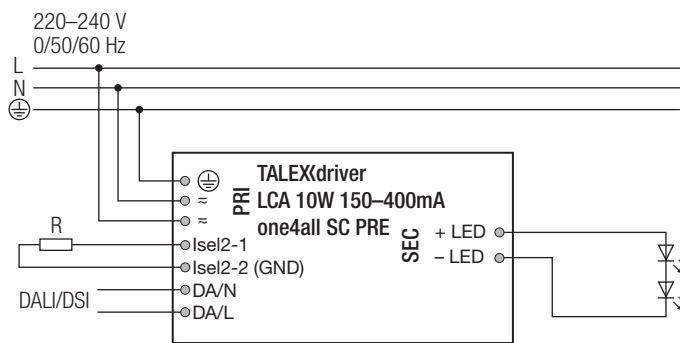 220–240 V
0/50/60 Hz
L
N
TALEXXdriver
LCA 10W 150–400mA
one4all SC PRE
PRI
SEC
≂
≂
R
Isel2-1
Isel2-2 (GND)
DALI/DSI
DA/N
DA/L
+ LED
– LED